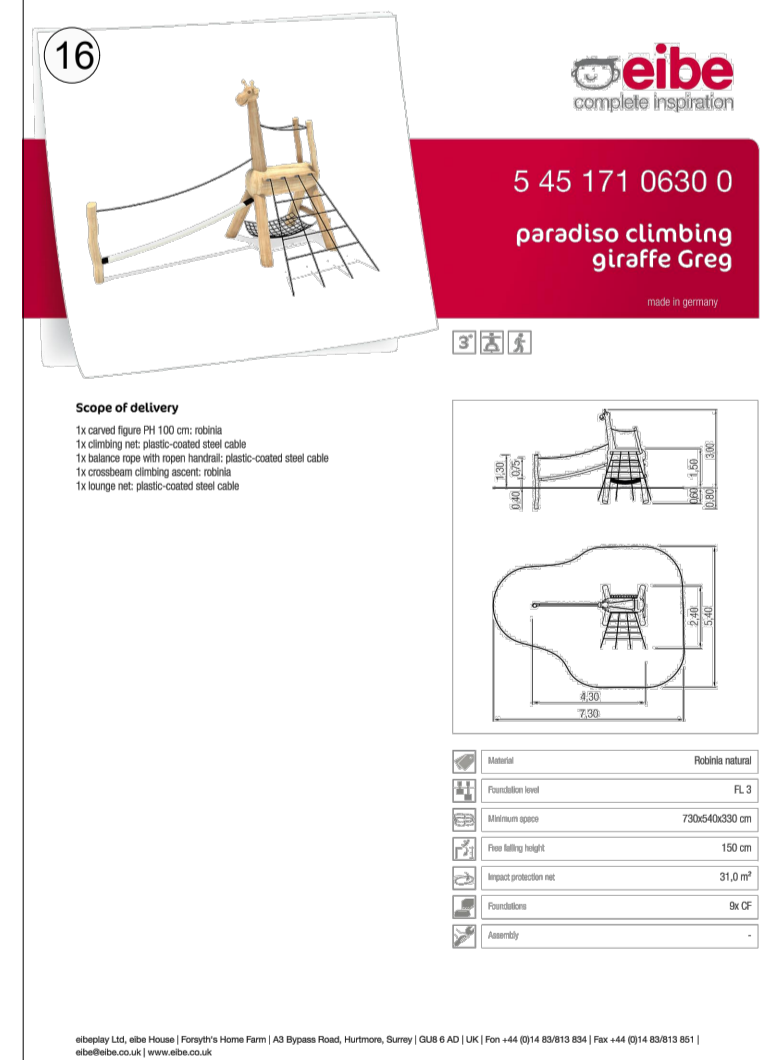 16
eibe
complete inspiration
5 45 171 0630 0
paradiso climbing
giraffe Greg
made in germany
3+
Scope of delivery
1x carved figure PH 100 cm: robinia
1x climbing net: plastic-coated steel cable
1x balance rope with ropen handrail: plastic-coated steel cable
1x crossbeam climbing ascent: robinia
1x lounge net: plastic-coated steel cable
1,30
0,75
0,40
3,00
1,50
0,60
0,80
2,40
5,40
4,30
7,30
Material Robinia natural
Foundation level FL 3
Minimum space 730x540x330 cm
Free falling height 150 cm
Impact protection net 31,0 m²
Foundations 9x CF
Assembly -
eibeplay Ltd, eibe House | Forsyth's Home Farm | A3 Bypass Road, Hurtmore, Surrey | GU8 6 AD | UK | Fon +44 (0)14 83/813 834 | Fax +44 (0)14 83/813 851 |
eibe@eibe.co.uk | www.eibe.co.uk